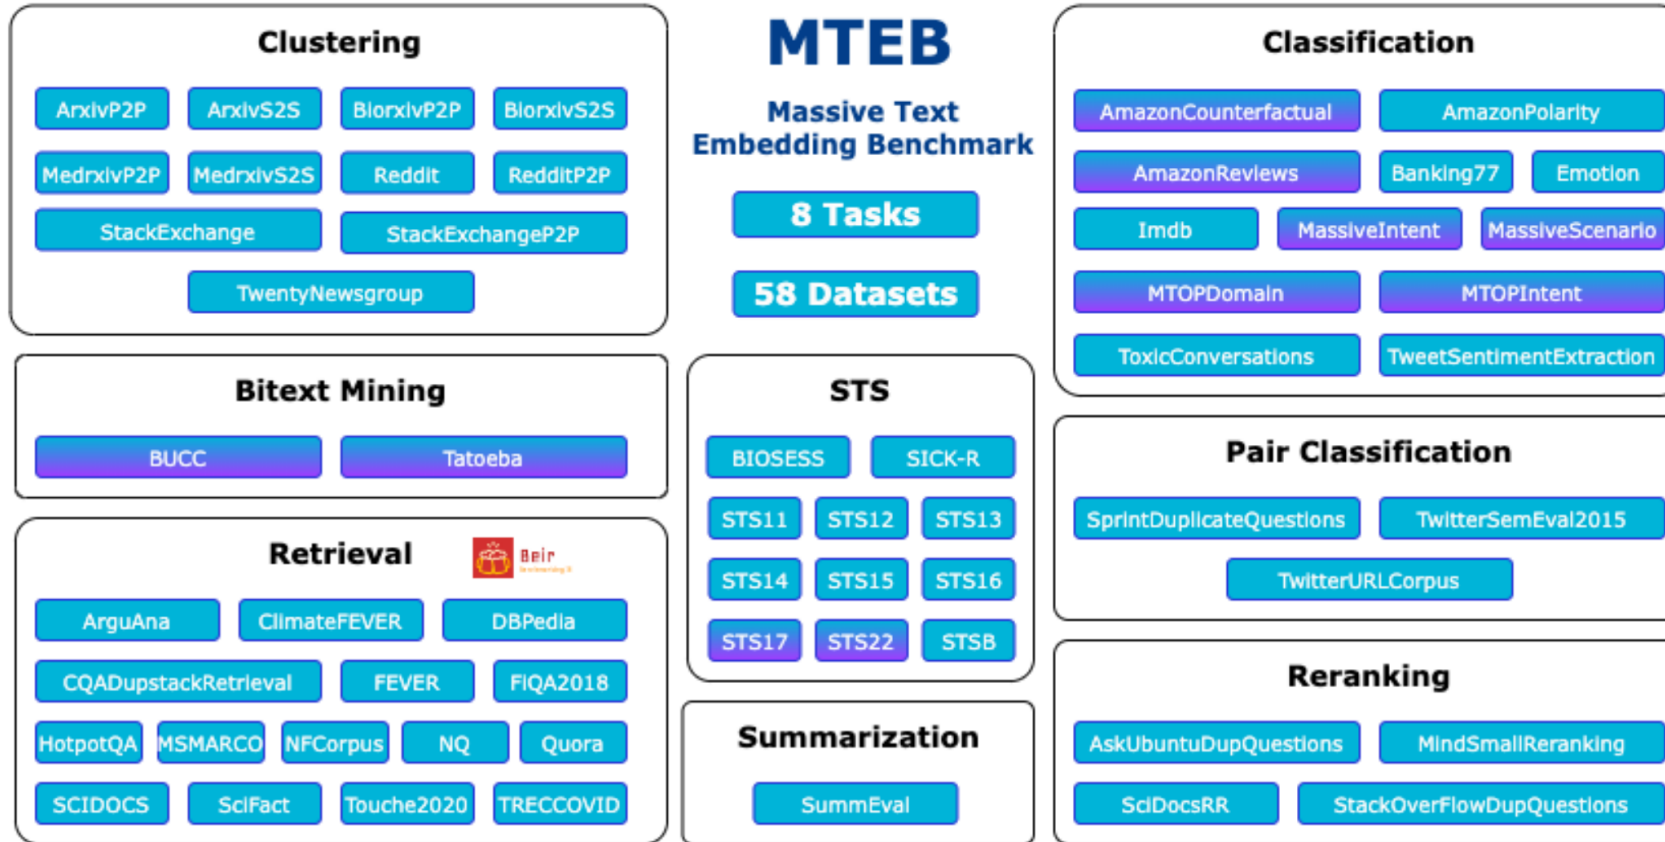 Clustering
ArxivP2P ArxivS2S BiorxivP2P BiorxivS2S
MedrxivP2P MedrxivS2S Reddit RedditP2P
StackExchange StackExchangeP2P
TwentyNewsgroup
Bitext Mining
BUCC Tatoeba
Retrieval Beir
ArguAna ClimateFEVER DBPedia
CQADupstackRetrieval FEVER FiQA2018
HotpotQA MSMARCO NFCorpus NQ Quora
SCIDOCS SciFact Touche2020 TRECCOVID
MTEB
Massive Text
Embedding Benchmark
8 Tasks
58 Datasets
STS
BIOSESS SICK-R
STS11 STS12 STS13
STS14 STS15 STS16
STS17 STS22 STSB
Summarization
SummEval
Classification
AmazonCounterfactual AmazonPolarity
AmazonReviews Banking77 Emotion
Imdb MassiveIntent MassiveScenario
MTOPDomain MTOPIntent
ToxicConversations TweetSentimentExtraction
Pair Classification
SprintDuplicateQuestions TwitterSemEval2015
TwitterURLCorpus
Reranking
AskUbuntuDupQuestions MindSmallReranking
SciDocsRR StackOverFlowDupQuestions